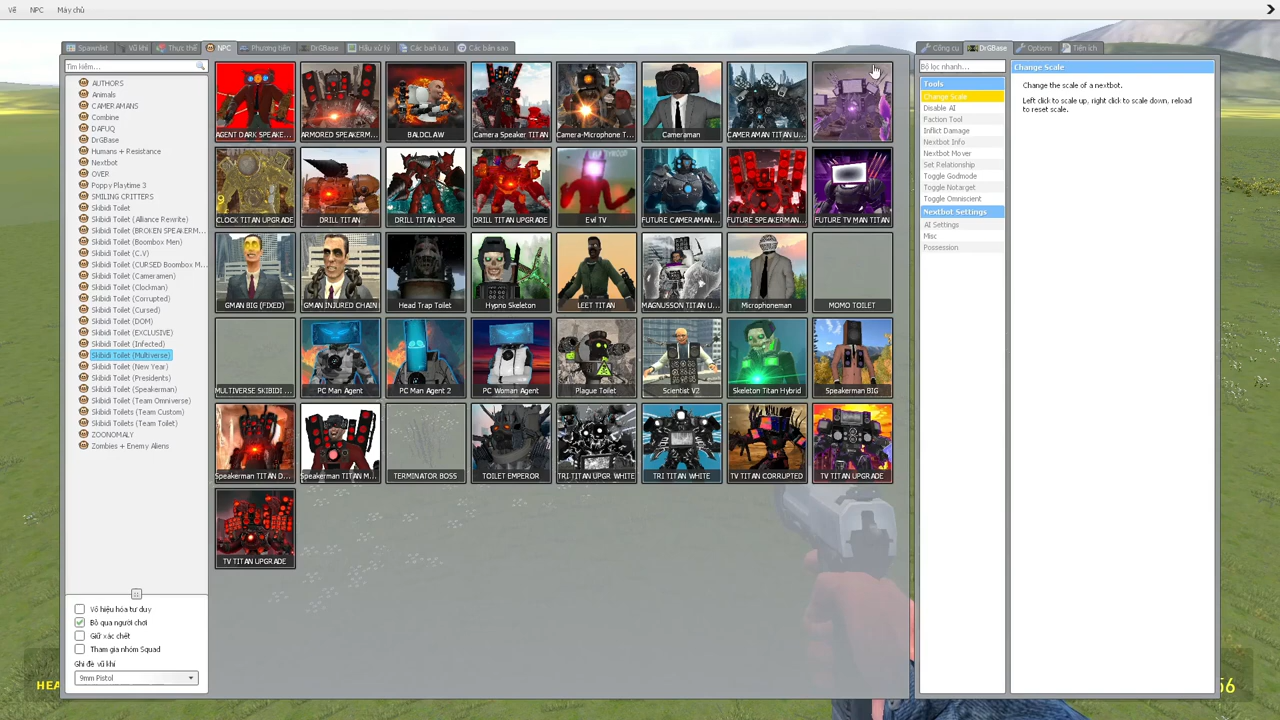 Vẽ NPC Máy chủ
Spawnlist Vũ khí Thực thể NPC Phương tiện DrGBase Hậu xử lý Các bản lưu Các bản sao
Công cụ DrGBase Options Tiện ích
Tìm kiếm...
AUTHORS
Animals
CAMERAMANS
Combine
DAFUQ
DrGBase
Humans + Resistance
Nextbot
OVER
Poppy Playtime 3
SMILING CRITTERS
Skibidi Toilet
Skibidi Toilet (Alliance Rewrite)
Skibidi Toilet (BROKEN SPEAKERM...
Skibidi Toilet (Boombox Men)
Skibidi Toilet (C.V)
Skibidi Toilet (CURSED Boombox M...
Skibidi Toilet (Cameramen)
Skibidi Toilet (Clockman)
Skibidi Toilet (Corrupted)
Skibidi Toilet (Cursed)
Skibidi Toilet (DOM)
Skibidi Toilet (EXCLUSIVE)
Skibidi Toilet (Infected)
Skibidi Toilet (Multiverse)
Skibidi Toilet (New Year)
Skibidi Toilet (Presidents)
Skibidi Toilet (Speakerman)
Skibidi Toilet (Team Omniverse)
Skibidi Toilets (Team Custom)
Skibidi Toilets (Team Toilet)
ZOONOMALY
Zombies + Enemy Aliens
Vô hiệu hóa tư duy
Bỏ qua người chơi
Giữ xác chết
Tham gia nhóm Squad
Ghi đè vũ khí
9mm Pistol
AGENT DARK SPEAKE... ARMORED SPEAKERM... BALDCLAW Camera Speaker TITAN Camera-Microphone T... Cameraman CAMERAMAN TITAN U...
CLOCK TITAN UPGRADE DRILL TITAN DRILL TITAN UPGR DRILL TITAN UPGRADE Evil TV FUTURE CAMERAMAN... FUTURE SPEAKERMAN... FUTURE TV MAN TITAN
GMAN BIG (FIXED) GMAN INJURED CHAIN Head Trap Toilet Hypno Skeleton LEET TITAN MAGNUSSON TITAN U... Microphoneman MOMO TOILET
MULTIVERSE SKIBIDI ... PC Man Agent PC Man Agent 2 PC Woman Agent Plague Toilet Scientist V2 Skeleton Titan Hybrid Speakerman BIG
Speakerman TITAN D... Speakerman TITAN M... TERMINATOR BOSS TOILET EMPEROR TRI TITAN UPGR WHITE TRI TITAN WHITE TV TITAN CORRUPTED TV TITAN UPGRADE
TV TITAN UPGRADE
Bộ lọc nhanh...
Tools
Change Scale
Disable AI
Faction Tool
Inflict Damage
Nextbot Info
Nextbot Mover
Set Relationship
Toggle Godmode
Toggle Notarget
Toggle Omniscient
Nextbot Settings
AI Settings
Misc
Possession
Change Scale
Change the scale of a nextbot.
Left click to scale up, right click to scale down, reload
to reset scale.
HEA
56